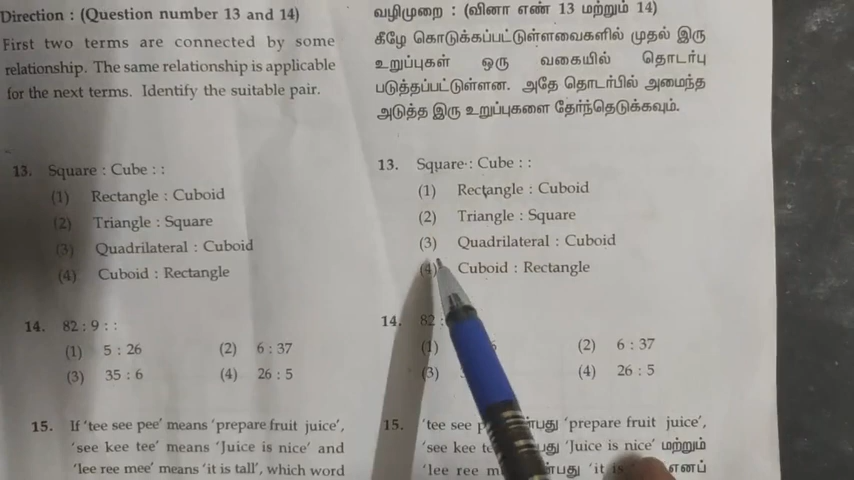 Direction : (Question number 13 and 14)
First two terms are connected by some
relationship. The same relationship is applicable
for the next terms. Identify the suitable pair.
13. Square : Cube : :
(1) Rectangle : Cuboid
(2) Triangle : Square
(3) Quadrilateral : Cuboid
(4) Cuboid : Rectangle
14. 82 : 9 : :
(1) 5 : 26 (2) 6 : 37
(3) 35 : 6 (4) 26 : 5
15. If 'tee see pee' means 'prepare fruit juice',
'see kee tee' means 'Juice is nice' and
'lee ree mee' means 'it is tall', which word
வழிமுறை : (வினா எண் 13 மற்றும் 14)
கீழே கொடுக்கப்பட்டுள்ளவைகளில் முதல் இரு
உறுப்புகள் ஒரு வகையில் தொடர்பு
படுத்தப்பட்டுள்ளன. அதே தொடர்பில் அமைந்த
அடுத்த இரு உறுப்புகளை தேர்ந்தெடுக்கவும்.
13. Square : Cube : :
(1) Rectangle : Cuboid
(2) Triangle : Square
(3) Quadrilateral : Cuboid
(4) Cuboid : Rectangle
14. 82 :
(1) (2) 6 : 37
(3) (4) 26 : 5
15. 'tee see 'prepare fruit juice',
'see kee 'Juice is nice' மற்றும்
'lee ree 'it is எனப்